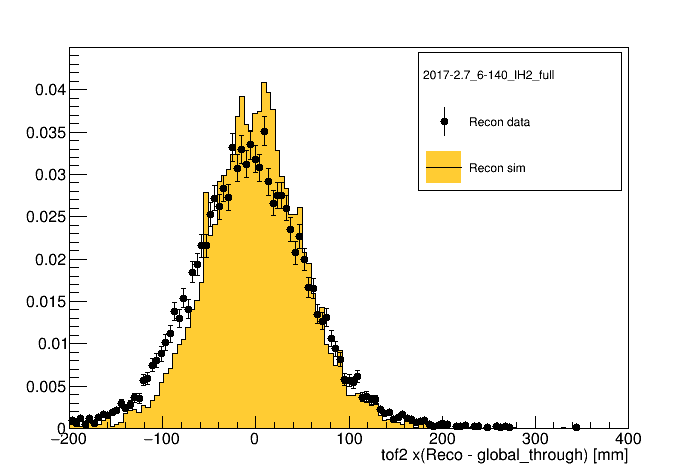 2017-2.7_6-140_IH2_full
Recon data
Recon sim
0.04
0.035
0.03
0.025
0.02
0.015
0.01
0.005
0
−200 −100 0 100 200 300 400
tof2 x(Reco - global_through) [mm]